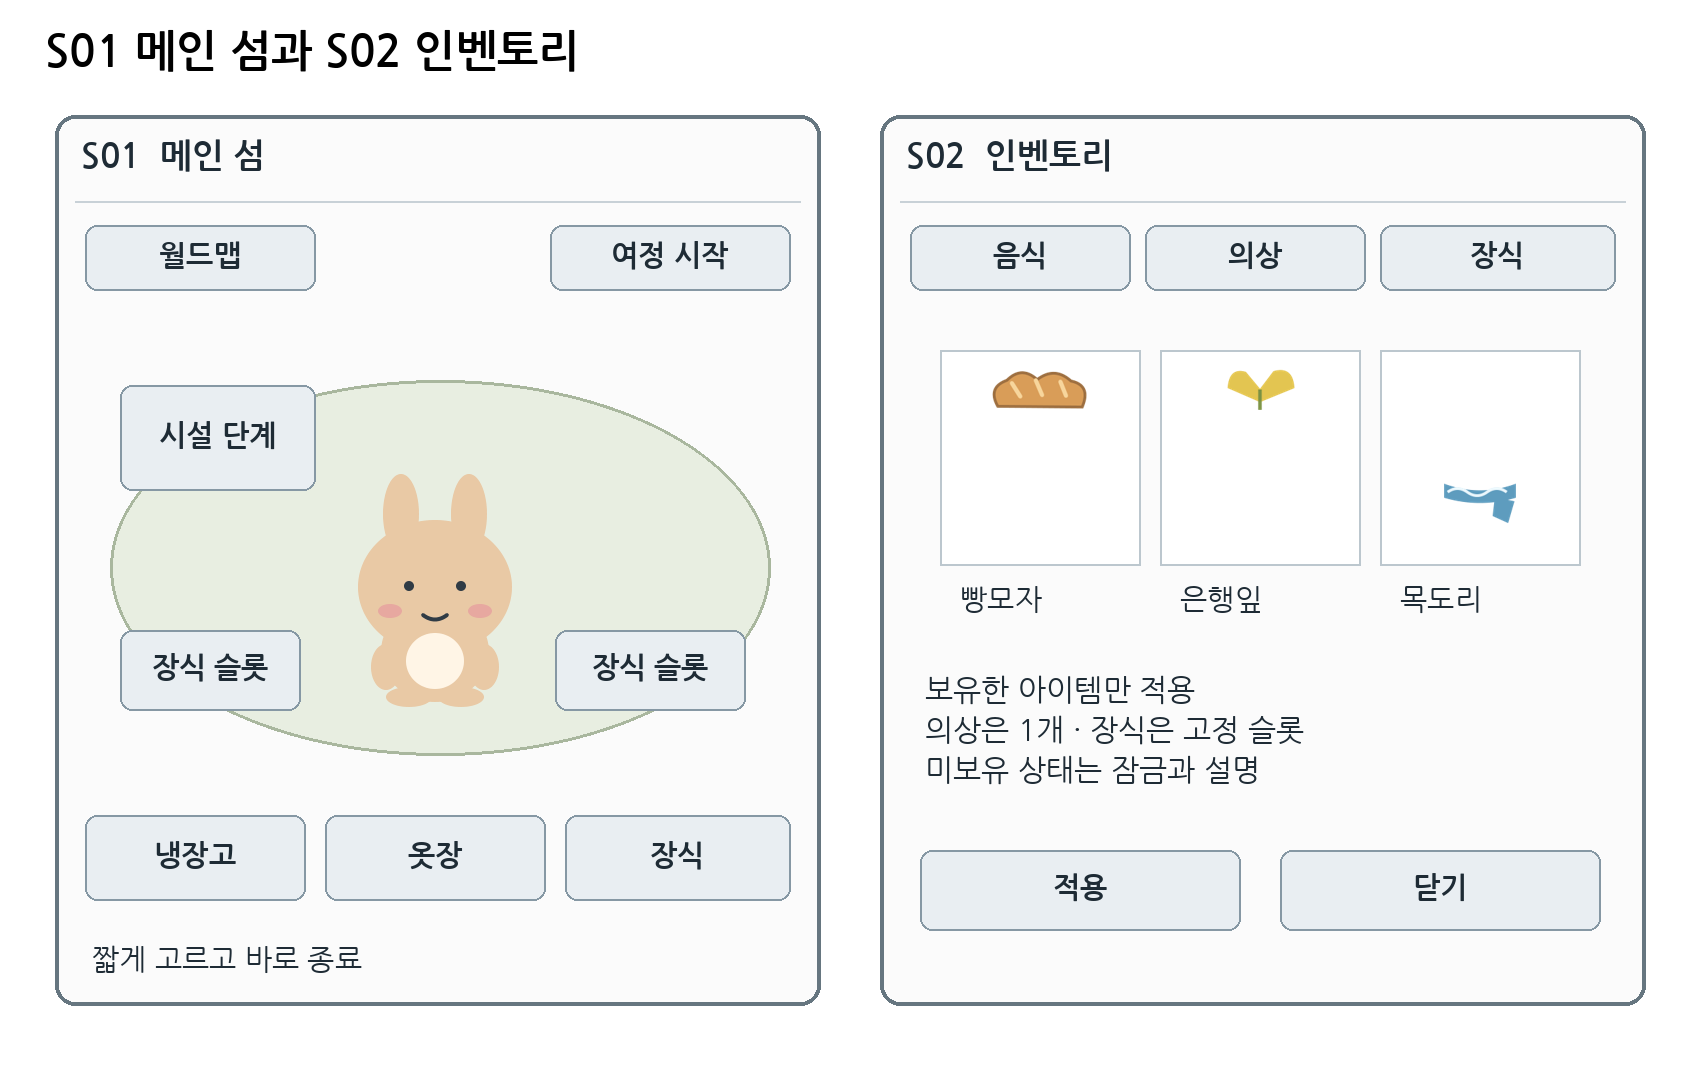 S01 메인 섬과 S02 인벤토리
S01 메인 섬
월드맵
여정 시작
시설 단계
장식 슬롯
장식 슬롯
냉장고
옷장
장식
짧게 고르고 바로 종료
S02 인벤토리
음식
의상
장식
빵모자
은행잎
목도리
보유한 아이템만 적용
의상은 1개 · 장식은 고정 슬롯
미보유 상태는 잠금과 설명
적용
닫기